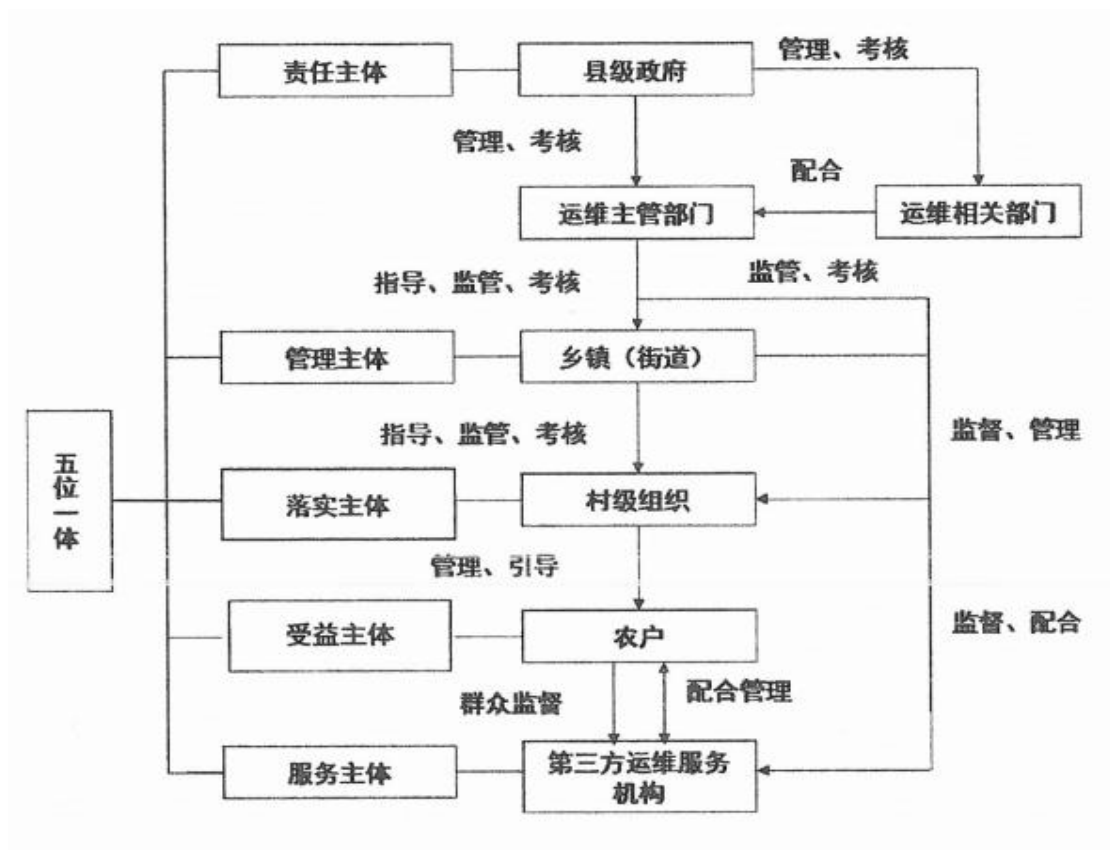 责任主体
县级政府
管理、考核
管理、考核
配合
运维主管部门
运维相关部门
指导、监管、考核
监管、考核
管理主体
乡镇（街道）
指导、监管、考核
监督、管理
五位一体
落实主体
村级组织
管理、引导
受益主体
农户
监督、配合
群众监督
配合管理
服务主体
第三方运维服务
机构